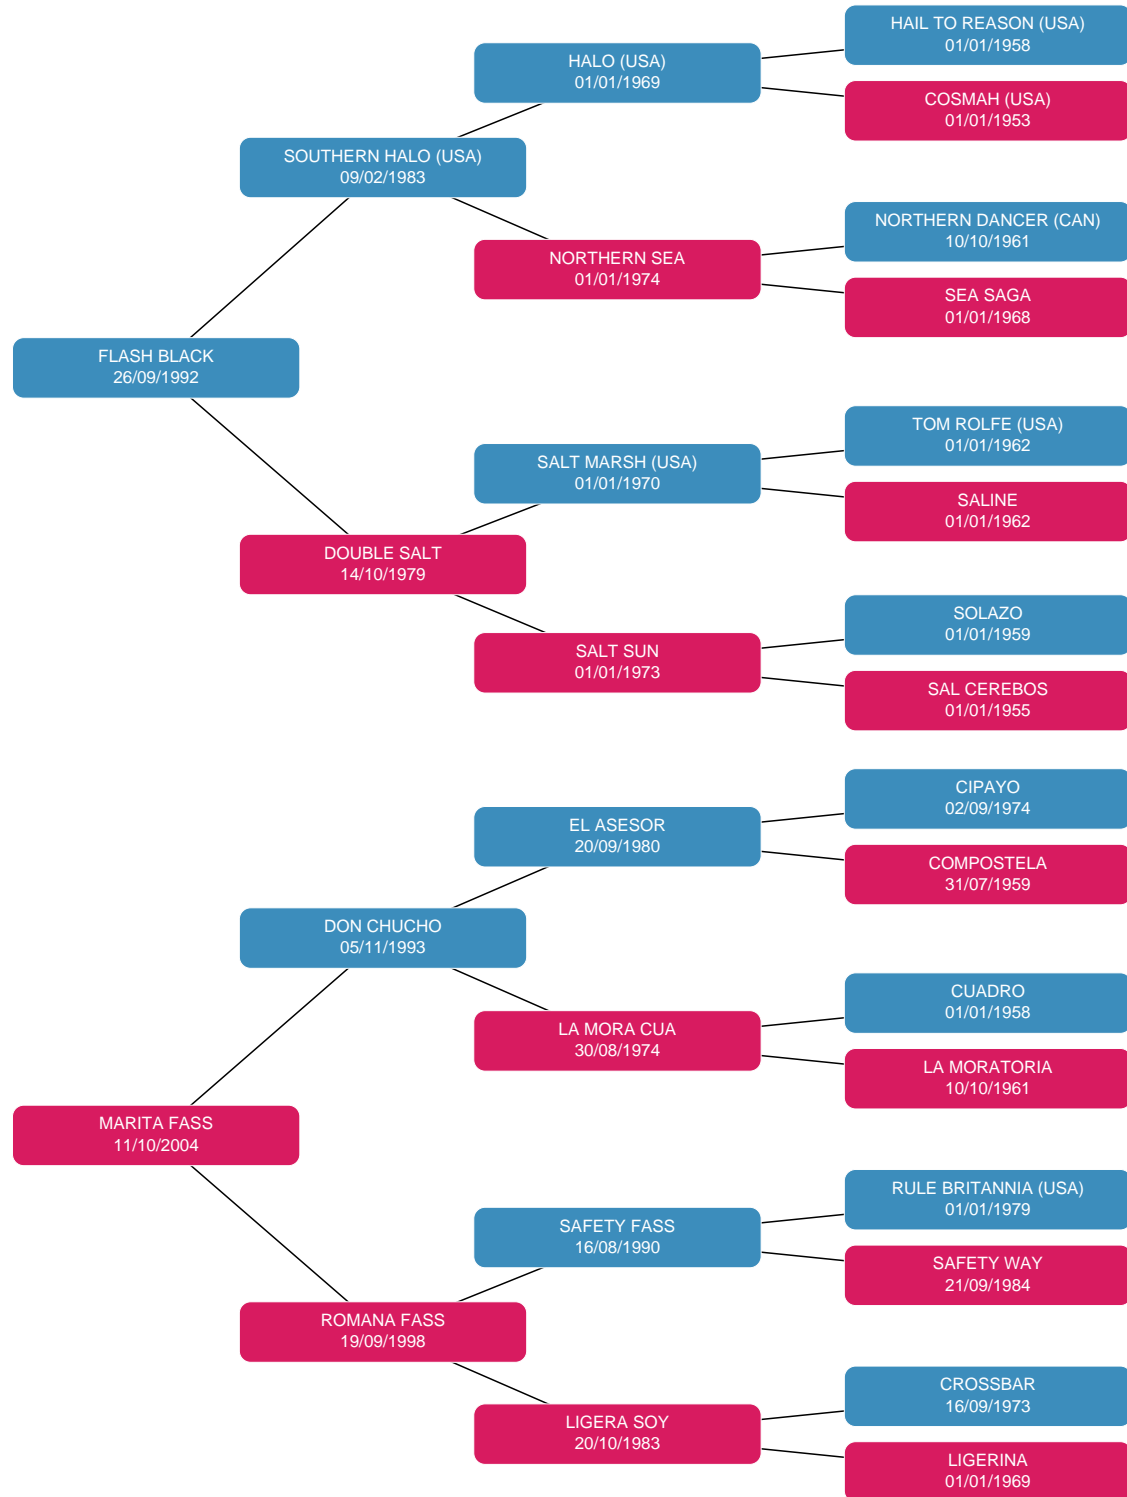 HAIL TO REASON (USA)
01/01/1958
HALO (USA)
01/01/1969
COSMAH (USA)
01/01/1953
SOUTHERN HALO (USA)
09/02/1983
NORTHERN DANCER (CAN)
10/10/1961
NORTHERN SEA
01/01/1974
SEA SAGA
01/01/1968
FLASH BLACK
26/09/1992
TOM ROLFE (USA)
01/01/1962
SALT MARSH (USA)
01/01/1970
SALINE
01/01/1962
DOUBLE SALT
14/10/1979
SOLAZO
01/01/1959
SALT SUN
01/01/1973
SAL CEREBOS
01/01/1955
CIPAYO
02/09/1974
EL ASESOR
20/09/1980
COMPOSTELA
31/07/1959
DON CHUCHO
05/11/1993
CUADRO
01/01/1958
LA MORA CUA
30/08/1974
LA MORATORIA
10/10/1961
MARITA FASS
11/10/2004
RULE BRITANNIA (USA)
01/01/1979
SAFETY FASS
16/08/1990
SAFETY WAY
21/09/1984
ROMANA FASS
19/09/1998
CROSSBAR
16/09/1973
LIGERA SOY
20/10/1983
LIGERINA
01/01/1969